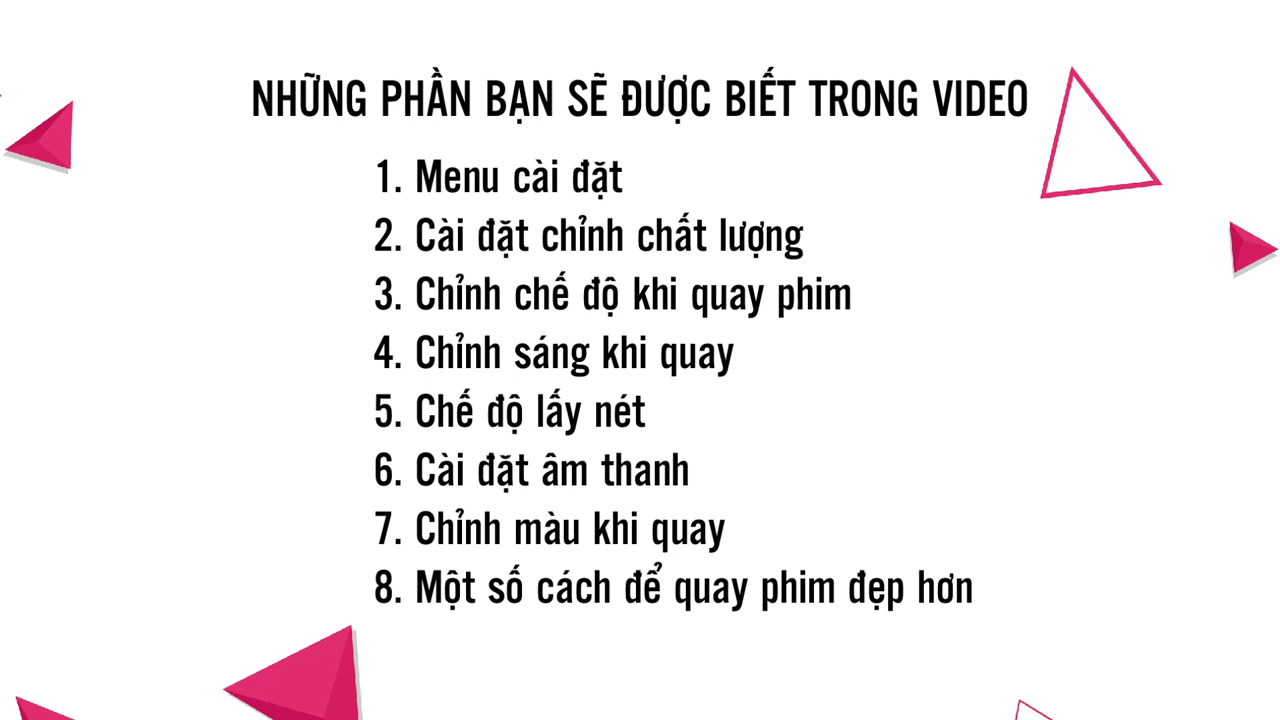 NHỮNG PHẦN BẠN SẼ ĐƯỢC BIẾT TRONG VIDEO
1. Menu cài đặt
2. Cài đặt chỉnh chất lượng
3. Chỉnh chế độ khi quay phim
4. Chỉnh sáng khi quay
5. Chế độ lấy nét
6. Cài đặt âm thanh
7. Chỉnh màu khi quay
8. Một số cách để quay phim đẹp hơn